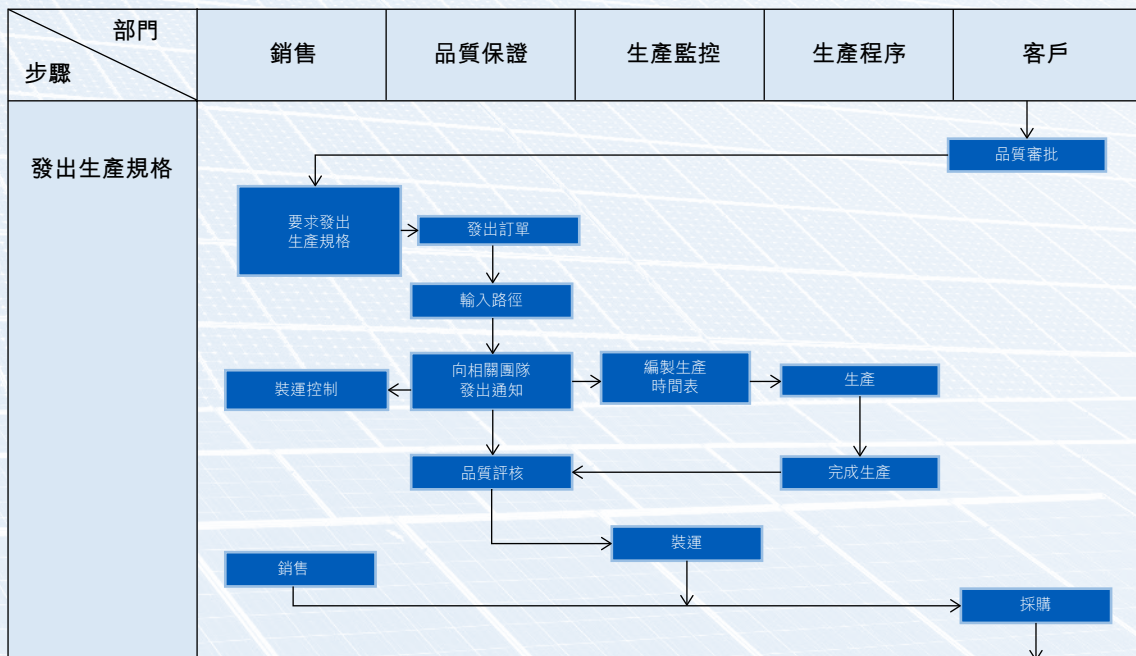 部門
步驟
銷售
品質保證
生產監控
生產程序
客戶
發出生產規格
品質審批
要求發出
生產規格
發出訂單
輸入路徑
向相關團隊
發出通知
編製生產
時間表
裝運控制
生產
品質評核
完成生產
裝運
銷售
採購